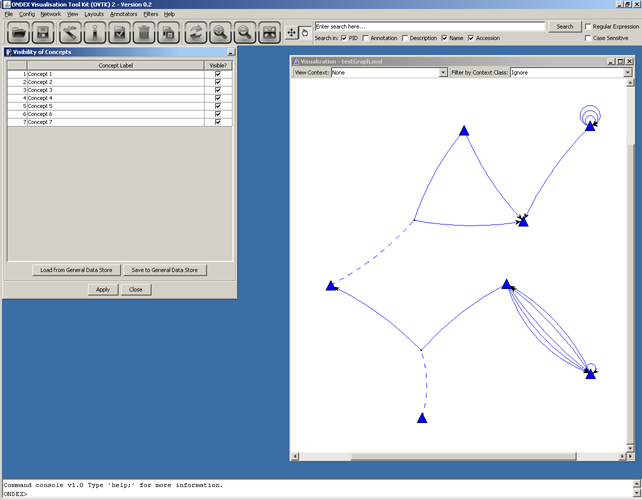 ONDEX Visualisation Tool Kit (OVTK) 2 - Version 0.2
File Config Network View Layouts Annotators Filters Help
Enter search here...
Search
Regular Expression
Search in: PID Annotation Description Name Accession
Case Sensitive
Visibility of Concepts
Concept Label Visible?
1 Concept 1
2 Concept 2
3 Concept 3
4 Concept 4
5 Concept 5
6 Concept 6
7 Concept 7
Load from General Data Store Save to General Data Store
Apply Close
Visualization - testGraph.xml
View Context: None Filter by Context Class: Ignore
Command console v1.0 Type 'help;' for more information.
ONDEX>